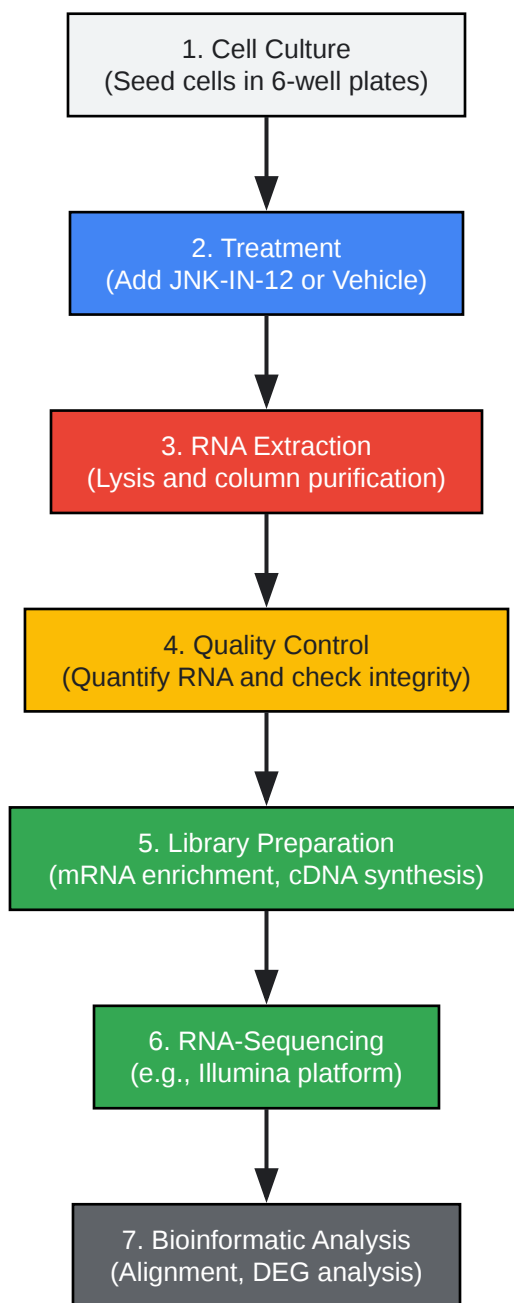 1. Cell Culture
(Seed cells in 6-well plates)
2. Treatment
(Add JNK-IN-12 or Vehicle)
3. RNA Extraction
(Lysis and column purification)
4. Quality Control
(Quantify RNA and check integrity)
5. Library Preparation
(mRNA enrichment, cDNA synthesis)
6. RNA-Sequencing
(e.g., Illumina platform)
7. Bioinformatic Analysis
(Alignment, DEG analysis)